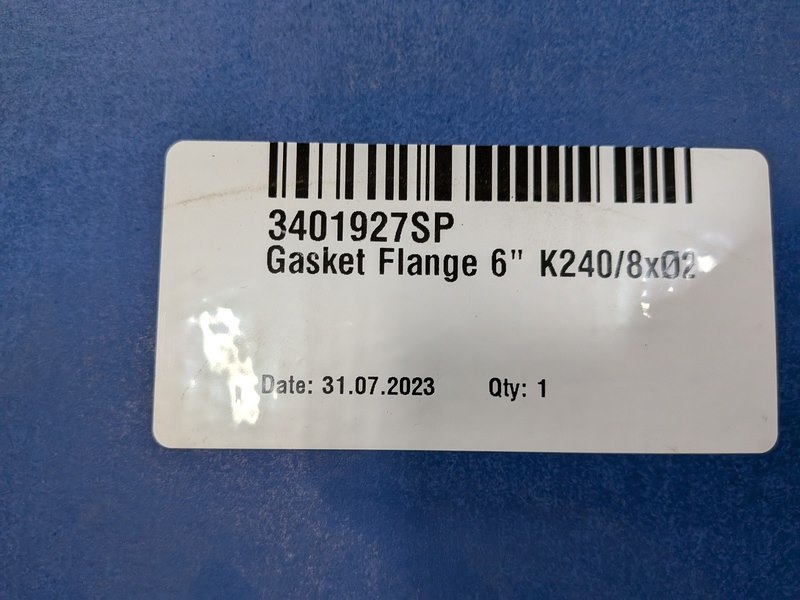 3401927SP
Gasket Flange 6" K240/8xØ2
Date: 31.07.2023 Qty: 1